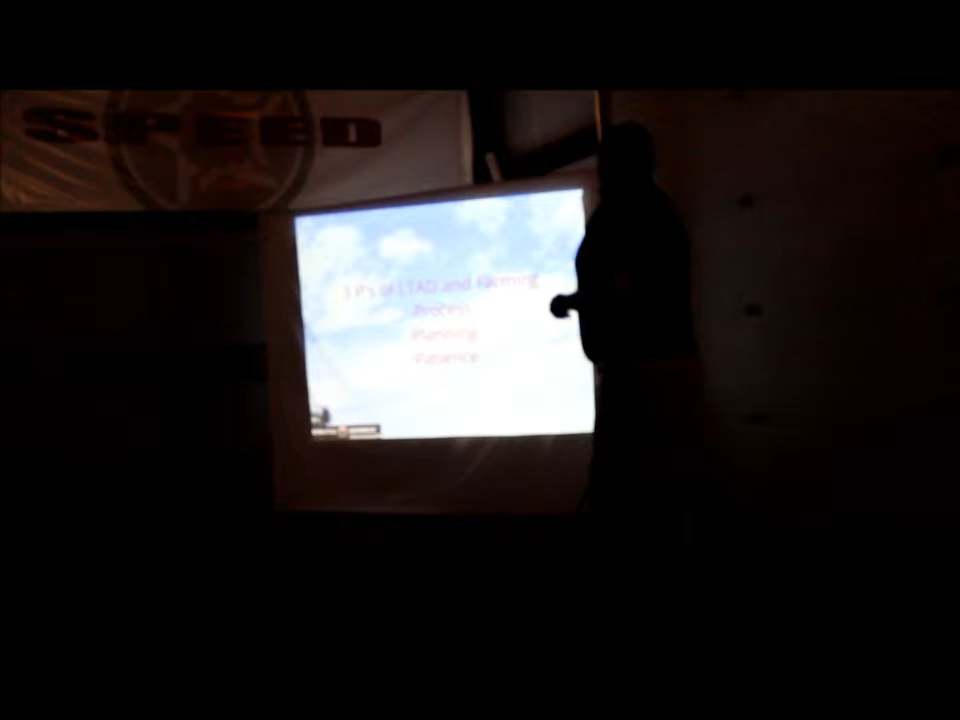 SPEED
3 P's of LTAD and Farming
Process
Planning
Patience